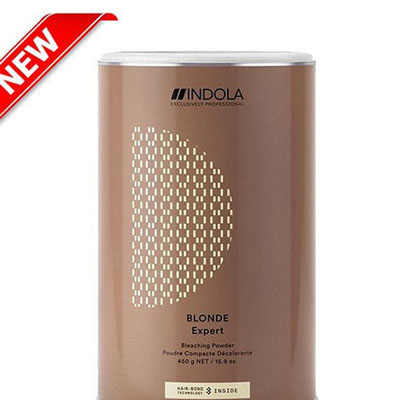 NEW
INDOLA
EXCLUSIVELY PROFESSIONAL
BLONDE
Expert
Bleaching Powder
Poudre Compacte Décolorante
450 g NET / 15.9 oz.
HAIR-BOND
TECHNOLOGY INSIDE